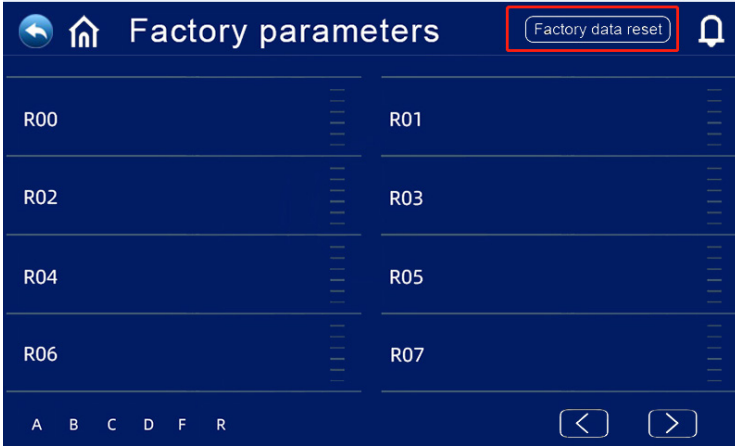 Factory parameters Factory data reset
R00 R01
R02 R03
R04 R05
R06 R07
A B C D F R